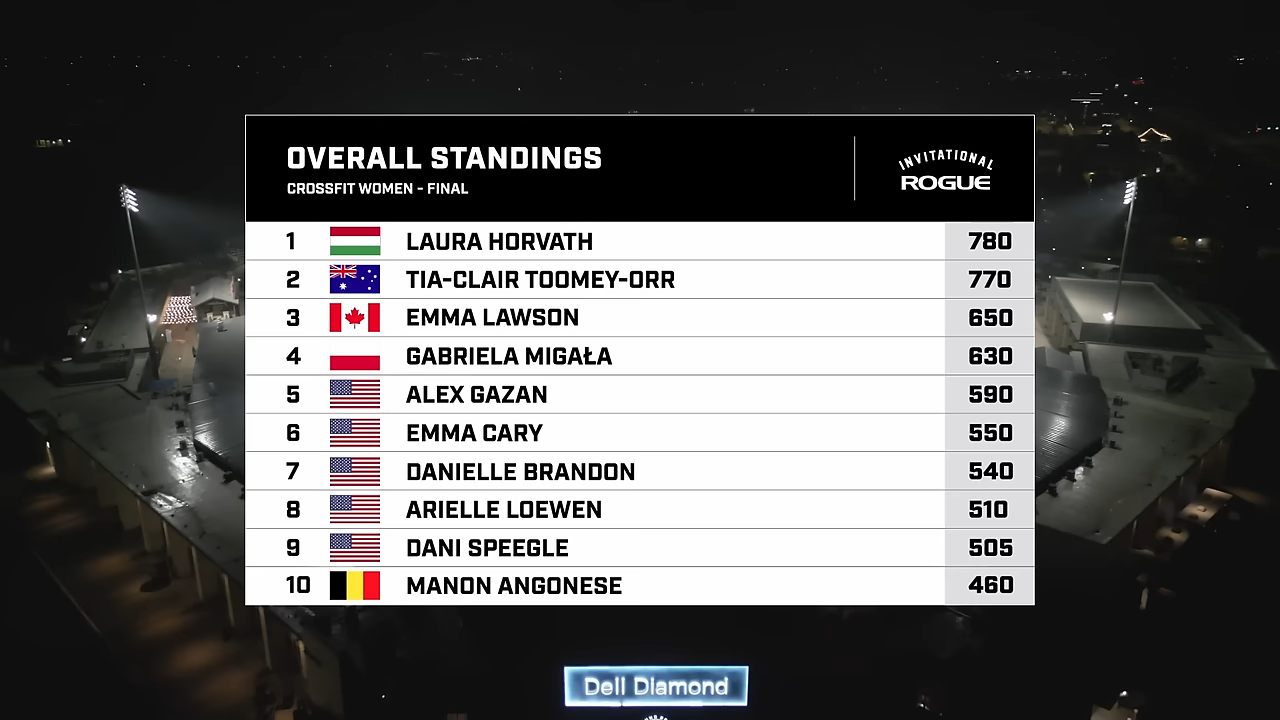 OVERALL STANDINGS
CROSSFIT WOMEN - FINAL
INVITATIONAL
ROGUE
1 LAURA HORVATH 780
2 TIA-CLAIR TOOMEY-ORR 770
3 EMMA LAWSON 650
4 GABRIELA MIGAŁA 630
5 ALEX GAZAN 590
6 EMMA CARY 550
7 DANIELLE BRANDON 540
8 ARIELLE LOEWEN 510
9 DANI SPEEGLE 505
10 MANON ANGONESE 460
Dell Diamond